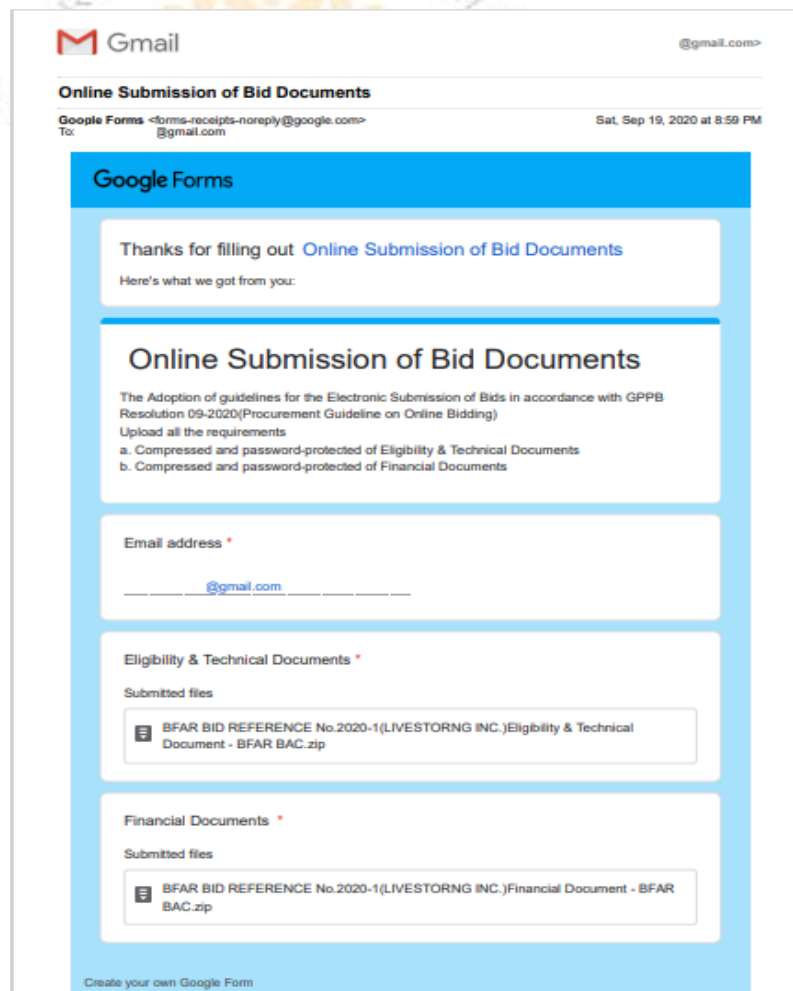 Gmail
@gmail.com>
Online Submission of Bid Documents
Google Forms <forms-receipts-noreply@google.com>
Sat, Sep 19, 2020 at 8:59 PM
To: @gmail.com
Google Forms
Thanks for filling out Online Submission of Bid Documents
Here's what we got from you:
Online Submission of Bid Documents
The Adoption of guidelines for the Electronic Submission of Bids in accordance with GPPB
Resolution 09-2020(Procurement Guideline on Online Bidding)
Upload all the requirements
a. Compressed and password-protected of Eligibility & Technical Documents
b. Compressed and password-protected of Financial Documents
Email address *
@gmail.com
Eligibility & Technical Documents *
Submitted files
BFAR BID REFERENCE No.2020-1(LIVESTORNG INC.)Eligibility & Technical
Document - BFAR BAC.zip
Financial Documents *
Submitted files
BFAR BID REFERENCE No.2020-1(LIVESTORNG INC.)Financial Document - BFAR
BAC.zip
Create your own Google Form